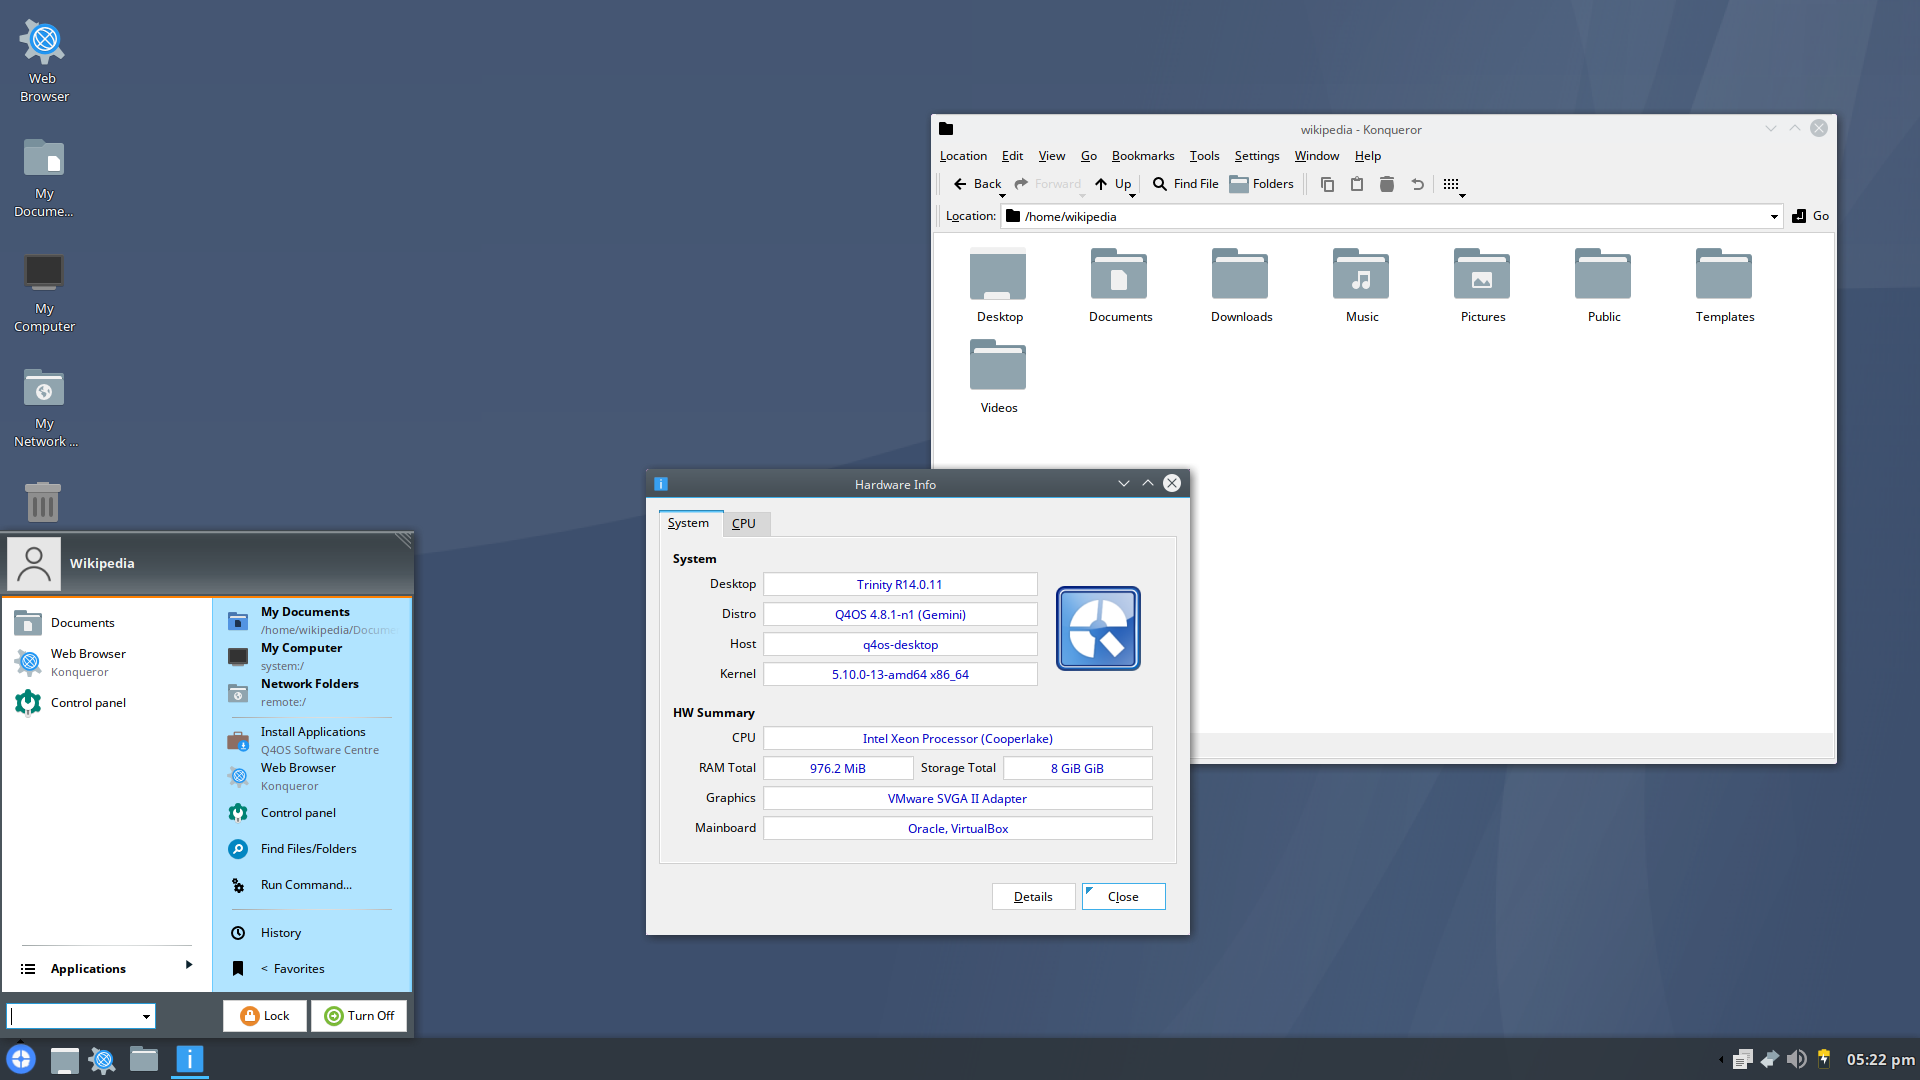 Web
Browser
My
Docume...
My
Computer
My
Network ...
wikipedia - Konqueror
Location Edit View Go Bookmarks Tools Settings Window Help
Back Forward Up Find File Folders
Location: /home/wikipedia Go
Desktop Documents Downloads Music Pictures Public Templates
Videos
Hardware Info
System CPU
System
Desktop Trinity R14.0.11
Distro Q4OS 4.8.1-n1 (Gemini)
Host q4os-desktop
Kernel 5.10.0-13-amd64 x86_64
HW Summary
CPU Intel Xeon Processor (Cooperlake)
RAM Total 976.2 MiB Storage Total 8 GiB GiB
Graphics VMware SVGA II Adapter
Mainboard Oracle, VirtualBox
Details Close
Wikipedia
Documents
Web Browser
Konqueror
Control panel
Applications
My Documents
/home/wikipedia/Docume
My Computer
system:/
Network Folders
remote:/
Install Applications
Q4OS Software Centre
Web Browser
Konqueror
Control panel
Find Files/Folders
Run Command...
History
< Favorites
Lock Turn Off
05:22 pm